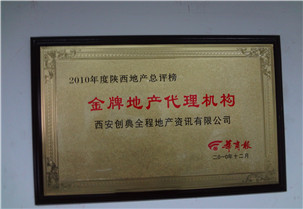 2010年度陕西地产总评榜
金牌地产代理机构
西安创典全程地产资讯有限公司
华商报
二〇一〇年十二月